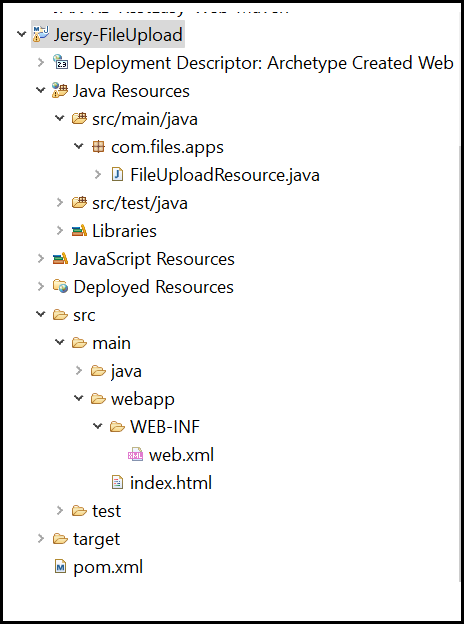 Jersy-FileUpload
Deployment Descriptor: Archetype Created Web
Java Resources
src/main/java
com.files.apps
FileUploadResource.java
src/test/java
Libraries
JavaScript Resources
Deployed Resources
src
main
java
webapp
WEB-INF
web.xml
index.html
test
target
pom.xml